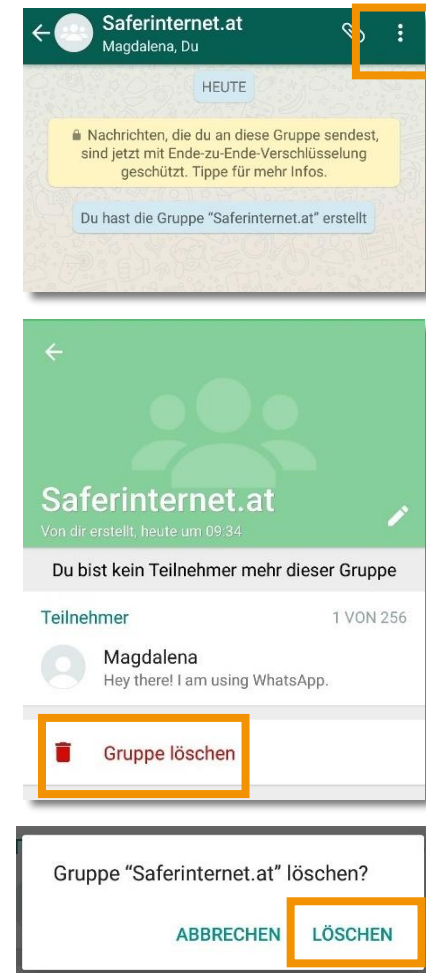 Saferinternet.at
Magdalena, Du
HEUTE
Nachrichten, die du an diese Gruppe sendest,
sind jetzt mit Ende-zu-Ende-Verschlüsselung
geschützt. Tippe für mehr Infos.
Du hast die Gruppe “Saferinternet.at” erstellt
Saferinternet.at
Von dir erstellt, heute um 09:34
Du bist kein Teilnehmer mehr dieser Gruppe
Teilnehmer 1 VON 256
Magdalena
Hey there! I am using WhatsApp.
Gruppe löschen
Gruppe “Saferinternet.at” löschen?
ABBRECHEN LÖSCHEN